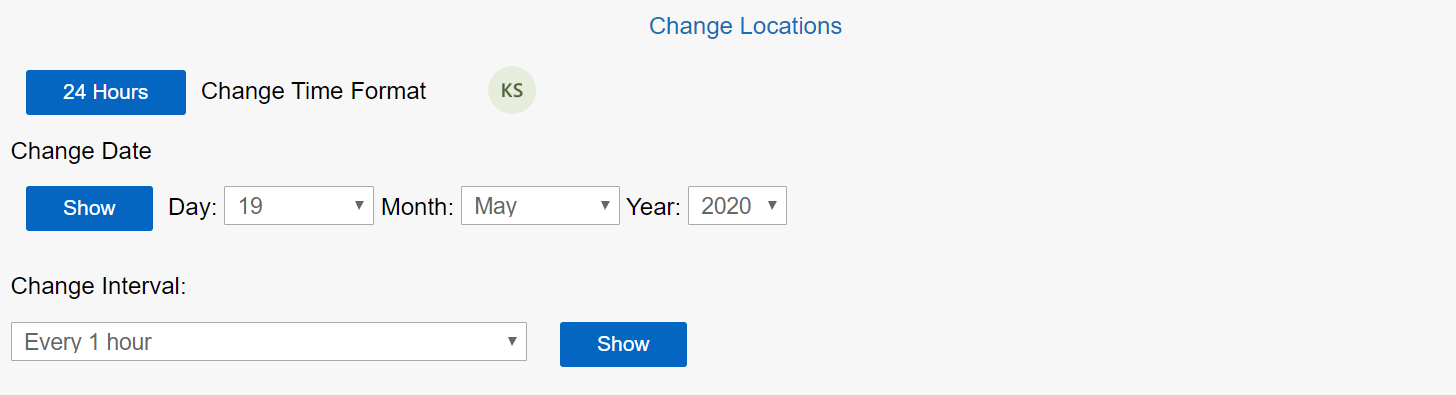 Change Locations
24 Hours Change Time Format KS
Change Date
Show Day: 19 Month: May Year: 2020
Change Interval:
Every 1 hour Show